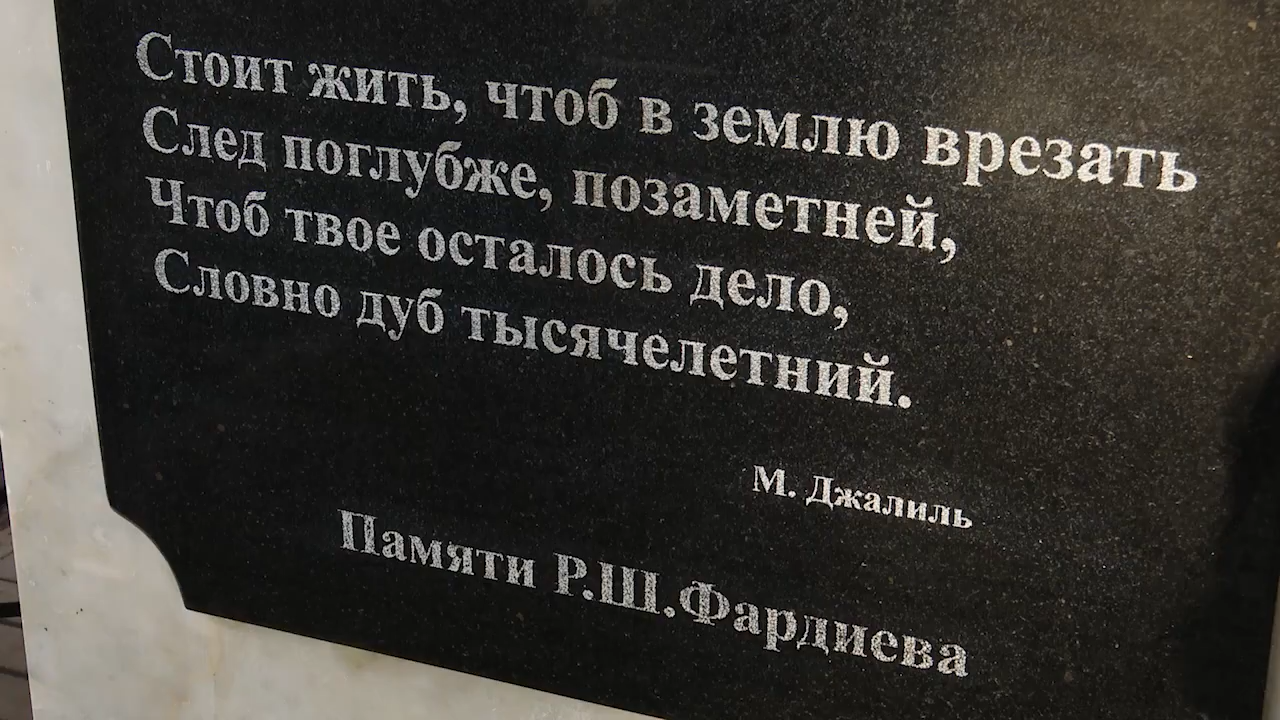 Стоит жить, чтоб в землю врезать
След поглубже, позаметней,
Чтоб твое осталось дело,
Словно дуб тысячелетний.
М. Джалиль
Памяти Р.Ш.Фардиева